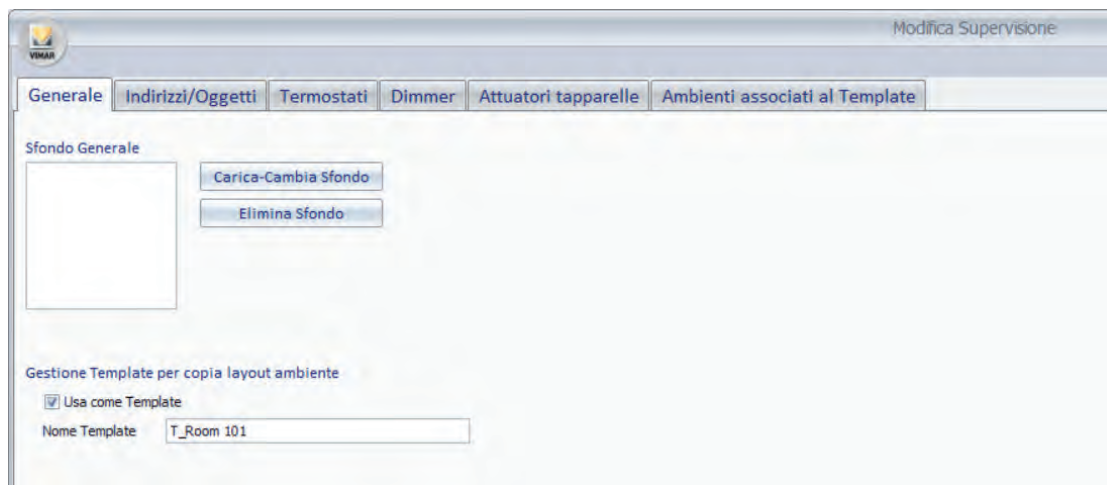 Modifica Supervisione
VIMAR
Generale Indirizzi/Oggetti Termostati Dimmer Attuatori tapparelle Ambienti associati al Template
Sfondo Generale
Carica-Cambia Sfondo
Elimina Sfondo
Gestione Template per copia layout ambiente
Usa come Template
Nome Template T_Room 101